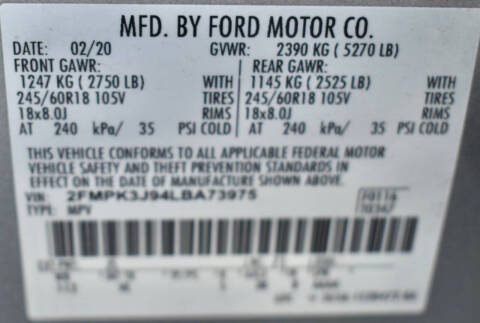 MFD. BY FORD MOTOR CO.
DATE: 02/20 GVWR: 2390 KG ( 5270 LB)
FRONT GAWR: REAR GAWR:
1247 KG ( 2750 LB) WITH 1145 KG ( 2525 LB) WITH
245/60R18 105V TIRES 245/60R18 105V TIRES
18x8.0J RIMS 18x8.0J RIMS
AT 240 kPa/ 35 PSI COLD AT 240 kPa/ 35 PSI COLD
THIS VEHICLE CONFORMS TO ALL APPLICABLE FEDERAL MOTOR
VEHICLE SAFETY AND THEFT PREVENTION STANDARDS IN
EFFECT ON THE DATE OF MANUFACTURE SHOWN ABOVE.
VIN: 2FMPK3J94LBA73975
TYPE: MPV